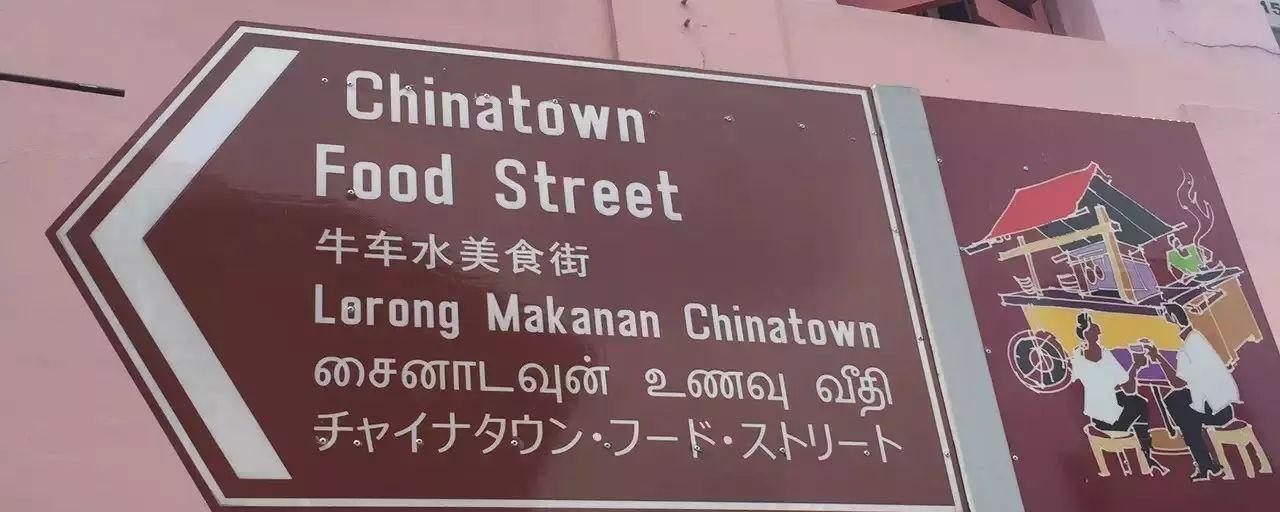 Chinatown
Food Street
牛车水美食街
Lorong Makanan Chinatown
சைனாடவுன் உணவு வீதி
チャイナタウン・フード・ストリート
15